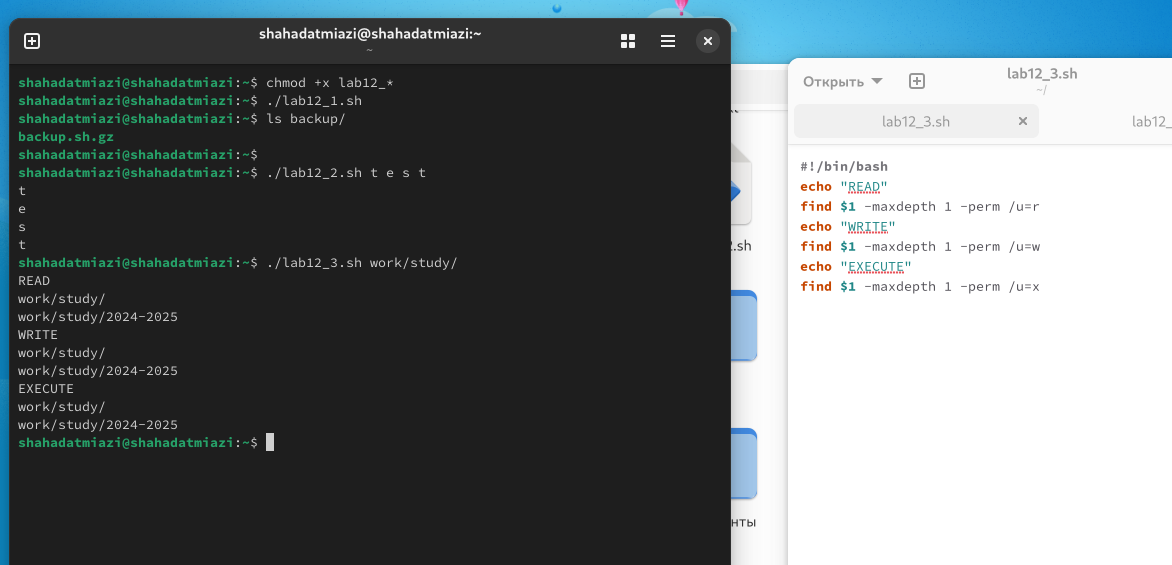 shahadatmiazi@shahadatmiazi:~
~
shahadatmiazi@shahadatmiazi:~$ chmod +x lab12_*
shahadatmiazi@shahadatmiazi:~$ ./lab12_1.sh
shahadatmiazi@shahadatmiazi:~$ ls backup/
backup.sh.gz
shahadatmiazi@shahadatmiazi:~$
shahadatmiazi@shahadatmiazi:~$ ./lab12_2.sh t e s t
t
e
s
t
shahadatmiazi@shahadatmiazi:~$ ./lab12_3.sh work/study/
READ
work/study/
work/study/2024-2025
WRITE
work/study/
work/study/2024-2025
EXECUTE
work/study/
work/study/2024-2025
shahadatmiazi@shahadatmiazi:~$
2.sh
нты
Открыть
lab12_3.sh
~/
lab12_3.sh
lab12_
#!/bin/bash
echo "READ"
find $1 -maxdepth 1 -perm /u=r
echo "WRITE"
find $1 -maxdepth 1 -perm /u=w
echo "EXECUTE"
find $1 -maxdepth 1 -perm /u=x